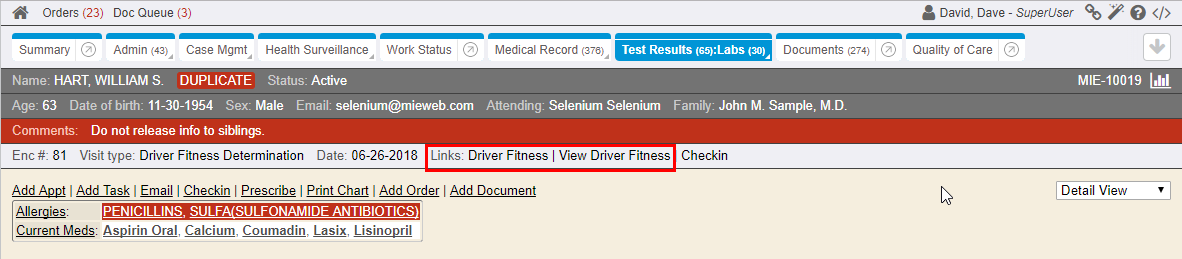 Orders (23) Doc Queue (3) David, Dave - SuperUser
Summary Admin (43) Case Mgmt Health Surveillance Work Status Medical Record (376) Test Results (65):Labs (30) Documents (274) Quality of Care
Name: HART, WILLIAM S. DUPLICATE Status: Active MIE-10019
Age: 63 Date of birth: 11-30-1954 Sex: Male Email: selenium@mieweb.com Attending: Selenium Selenium Family: John M. Sample, M.D.
Comments: Do not release info to siblings.
Enc #: 81 Visit type: Driver Fitness Determination Date: 06-26-2018 Links: Driver Fitness | View Driver Fitness Checkin
Add Appt | Add Task | Email | Checkin | Prescribe | Print Chart | Add Order | Add Document Detail View
Allergies: PENICILLINS, SULFA(SULFONAMIDE ANTIBIOTICS)
Current Meds: Aspirin Oral, Calcium, Coumadin, Lasix, Lisinopril